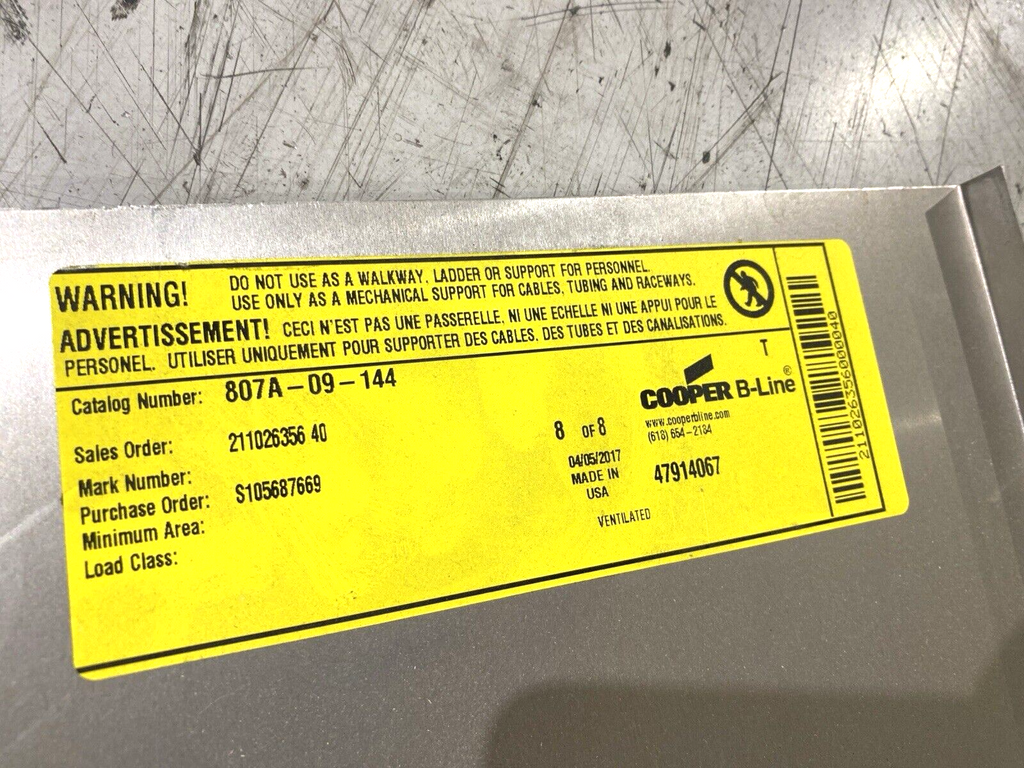 WARNING! DO NOT USE AS A WALKWAY, LADDER OR SUPPORT FOR PERSONNEL.
USE ONLY AS A MECHANICAL SUPPORT FOR CABLES, TUBING AND RACEWAYS.
ADVERTISSEMENT! CECI N'EST PAS UNE PASSERELLE, NI UNE ECHELLE NI UNE APPUI POUR LE
PERSONEL. UTILISER UNIQUEMENT POUR SUPPORTER DES CABLES, DES TUBES ET DES CANALISATIONS.
Catalog Number: 807A-09-144
T
COOPER B-Line®
www.cooperbline.com
(618) 654-2184
Sales Order: 211026356 40
8 OF 8
Mark Number:
Purchase Order: S105687669
04/05/2017
MADE IN
USA
47914067
Minimum Area:
VENTILATED
Load Class:
211026356000040